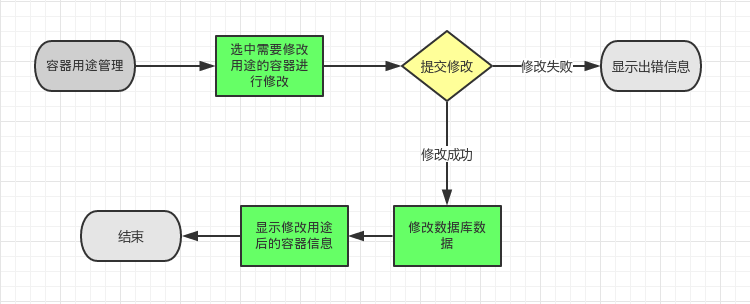 容器用途管理
选中需要修改
用途的容器进
行修改
提交修改
修改失败
显示出错信息
修改成功
修改数据库数
据
显示修改用途
后的容器信息
结束